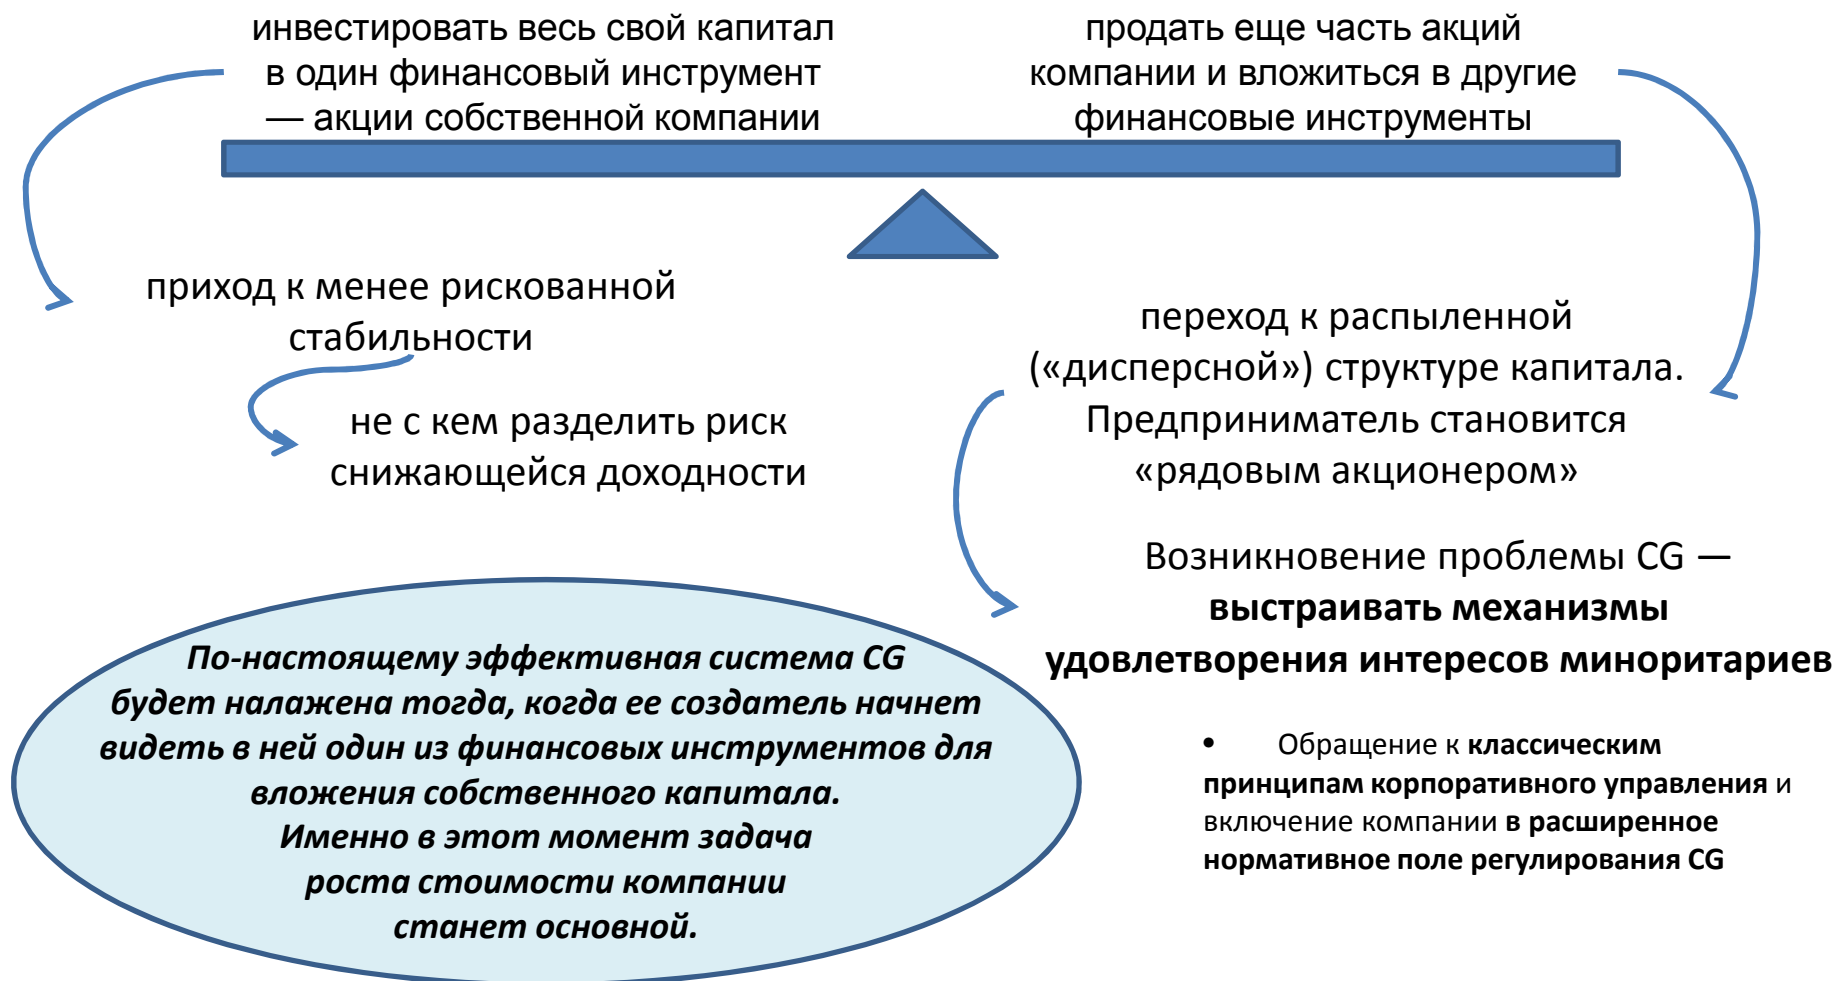 инвестировать весь свой капитал
в один финансовый инструмент
— акции собственной компании
продать еще часть акций
компании и вложиться в другие
финансовые инструменты
приход к менее рискованной
стабильности
не с кем разделить риск
снижающейся доходности
переход к распыленной
(«дисперсной») структуре капитала.
Предприниматель становится
«рядовым акционером»
Возникновение проблемы CG —
выстраивать механизмы
удовлетворения интересов миноритариев
• Обращение к классическим
принципам корпоративного управления и
включение компании в расширенное
нормативное поле регулирования CG
По-настоящему эффективная система CG
будет налажена тогда, когда ее создатель начнет
видеть в ней один из финансовых инструментов для
вложения собственного капитала.
Именно в этот момент задача
роста стоимости компании
станет основной.